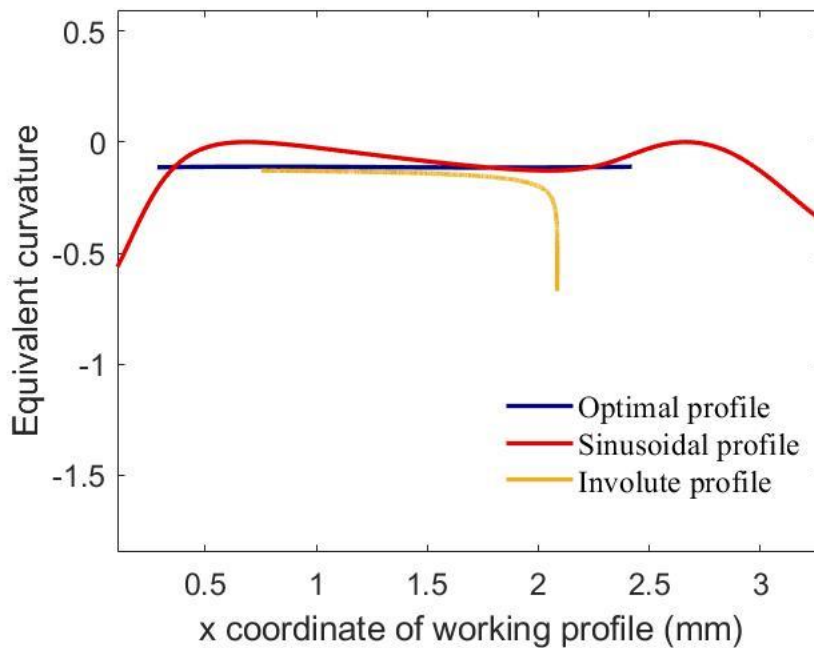 0.5
0
-0.5
-1
-1.5
Equivalent curvature
Optimal profile
Sinusoidal profile
Involute profile
0.5 1 1.5 2 2.5 3
x coordinate of working profile (mm)